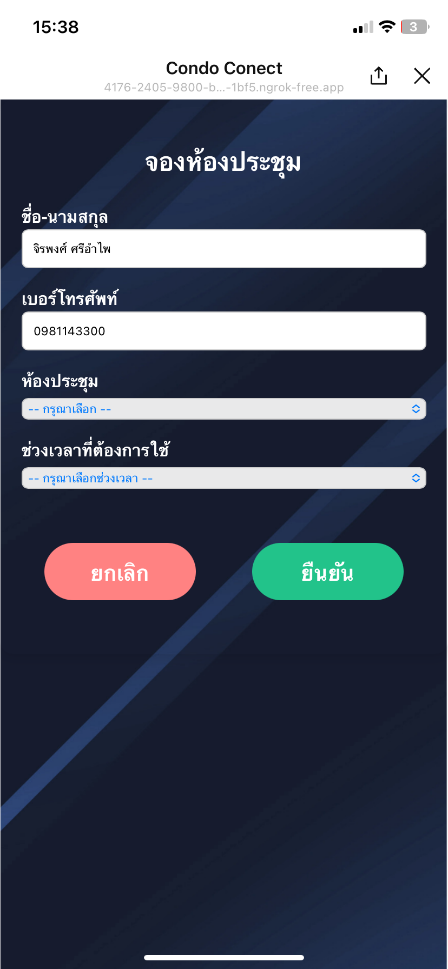 15:38
3
Condo Conect
4176-2405-9800-b...-1bf5.ngrok-free.app
จองห้องประชุม
ชื่อ-นามสกุล
จิรพงศ์ ศรีอำไพ
เบอร์โทรศัพท์
0981143300
ห้องประชุม
-- กรุณาเลือก --
ช่วงเวลาที่ต้องการใช้
-- กรุณาเลือกช่วงเวลา --
ยกเลิก
ยืนยัน